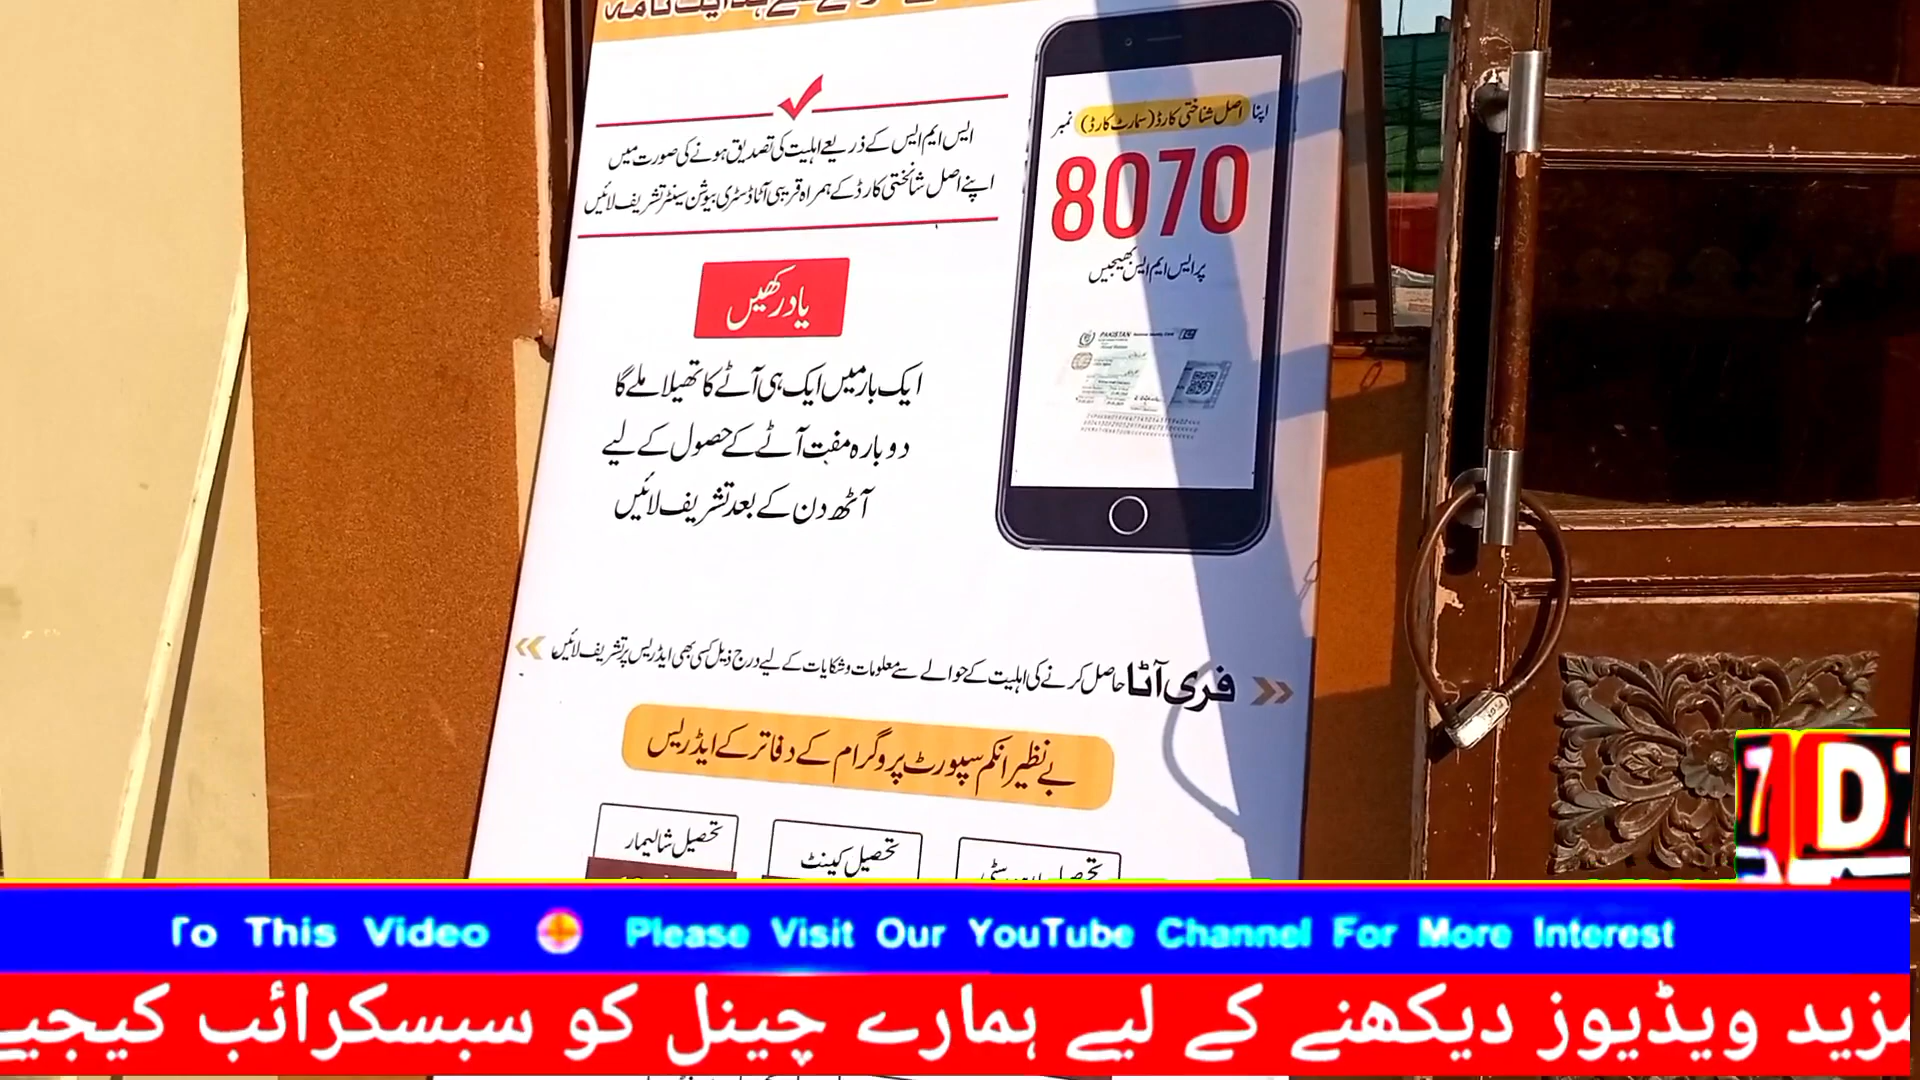 ہدایت نامہ
ایس ایم ایس کے ذریعے اہلیت کی تصدیق ہونے کی صورت میں
اپنے اصل شناختی کارڈ کے ہمراہ قریبی آٹا ڈسٹری بیوشن سینٹر تشریف لائیں
یاد رکھیں
ایک بار میں ایک ہی آٹے کا تھیلا ملے گا
دوبارہ مفت آٹے کے حصول کے لیے
آٹھ دن کے بعد تشریف لائیں
اپنا اصل شناختی کارڈ (سمارٹ کارڈ) نمبر
8070
پر ایس ایم ایس بھیجیں
PAKISTAN
فری آٹا حاصل کرنے کی اہلیت کے حوالے سے معلومات و شکایات کے لیے درج ذیل کسی بھی ایڈریس پر تشریف لائیں
بے نظیر انکم سپورٹ پروگرام کے دفاتر کے ایڈریس
تحصیل شالیمار
تحصیل کینٹ
تحصیل
7 D7
To This Video Please Visit Our YouTube Channel For More Interest
مزید ویڈیوز دیکھنے کے لیے ہمارے چینل کو سبسکرائب کیجیے